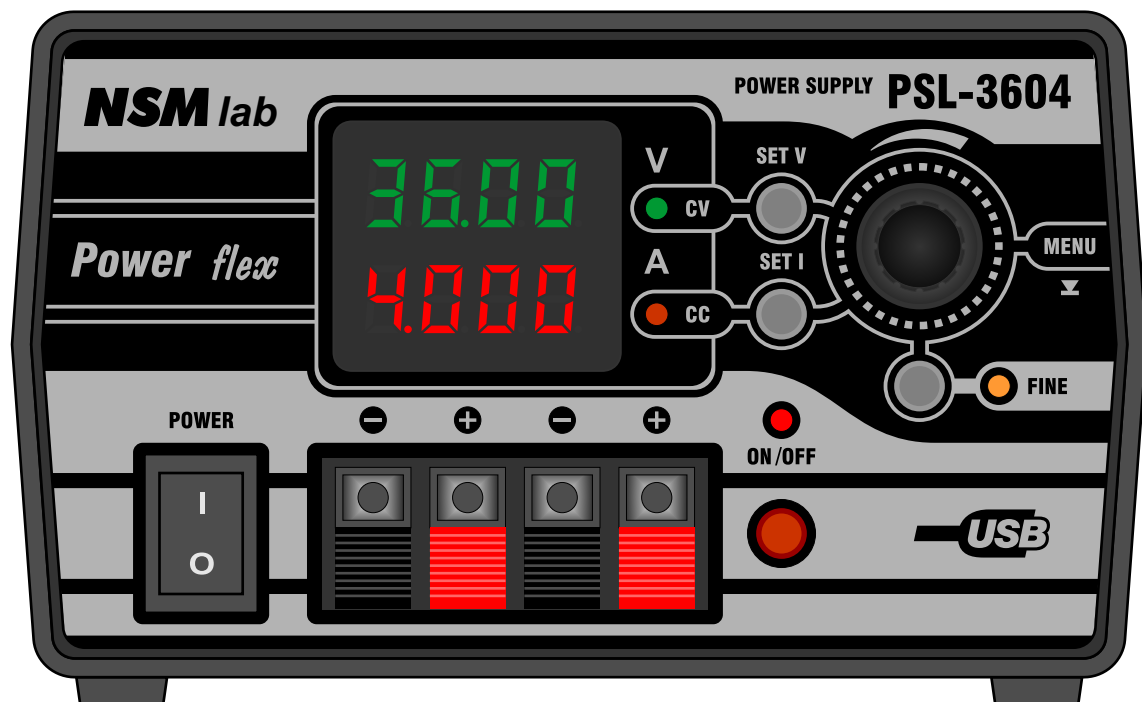 NSM lab
POWER SUPPLY PSL-3604
36.00
V
CV
SET V
Power flex
4.000
A
CC
SET I
MENU
FINE
POWER
− + − +
ON/OFF
I
O
USB